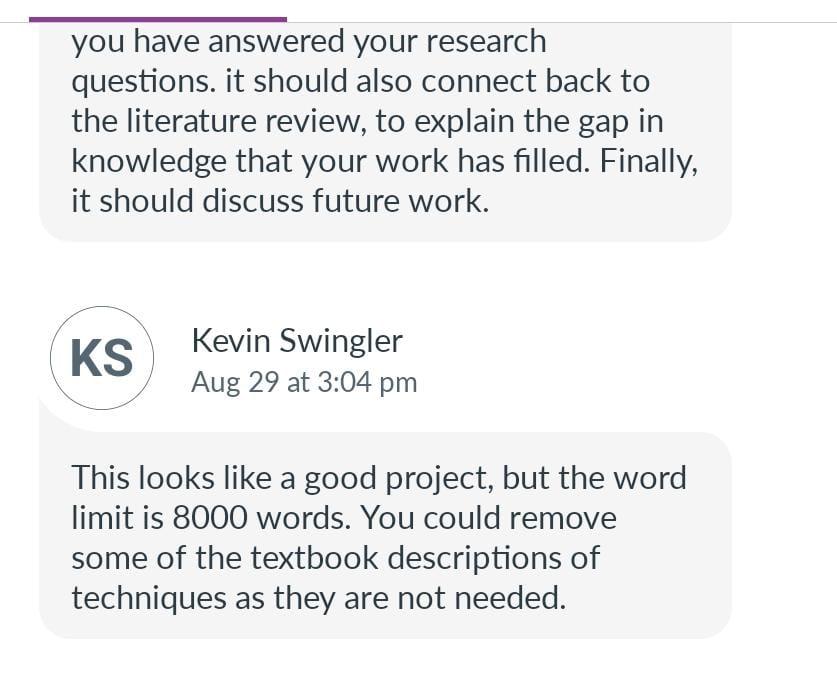 you have answered your research
questions. it should also connect back to
the literature review, to explain the gap in
knowledge that your work has filled. Finally,
it should discuss future work.
KS
Kevin Swingler
Aug 29 at 3:04 pm
This looks like a good project, but the word
limit is 8000 words. You could remove
some of the textbook descriptions of
techniques as they are not needed.